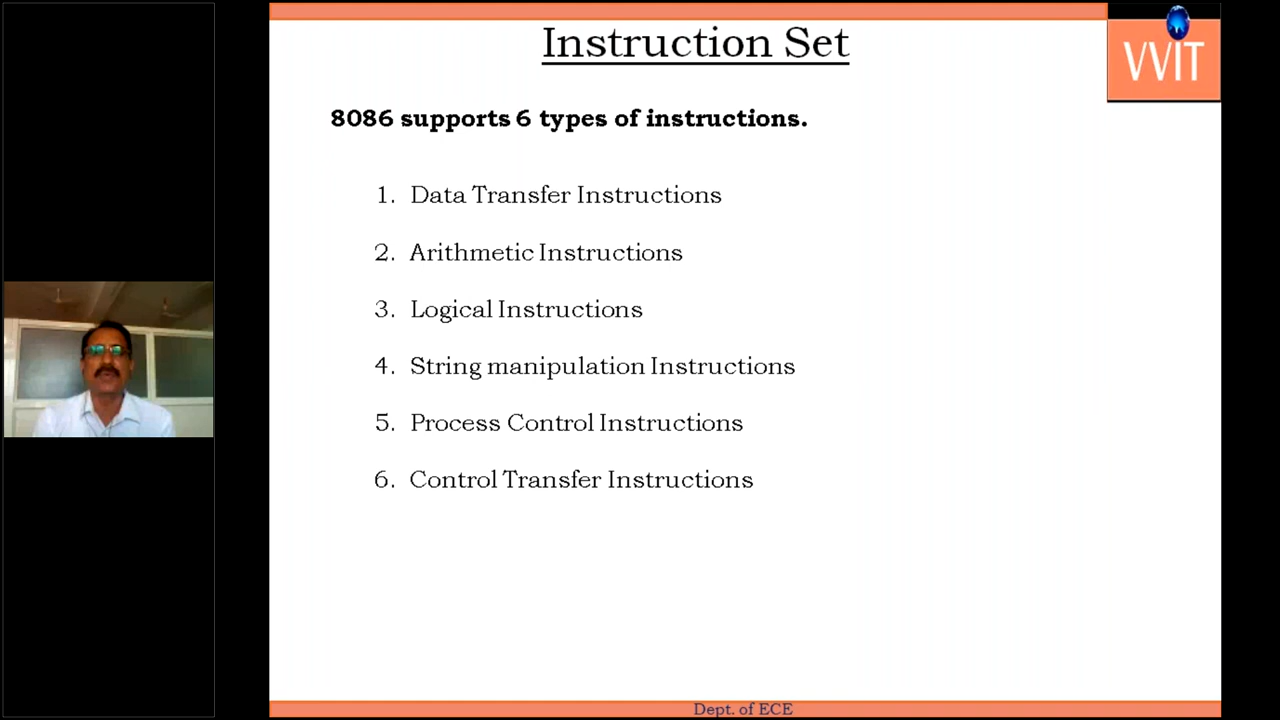 Instruction Set
VVIT
8086 supports 6 types of instructions.
1. Data Transfer Instructions
2. Arithmetic Instructions
3. Logical Instructions
4. String manipulation Instructions
5. Process Control Instructions
6. Control Transfer Instructions
Dept. of ECE